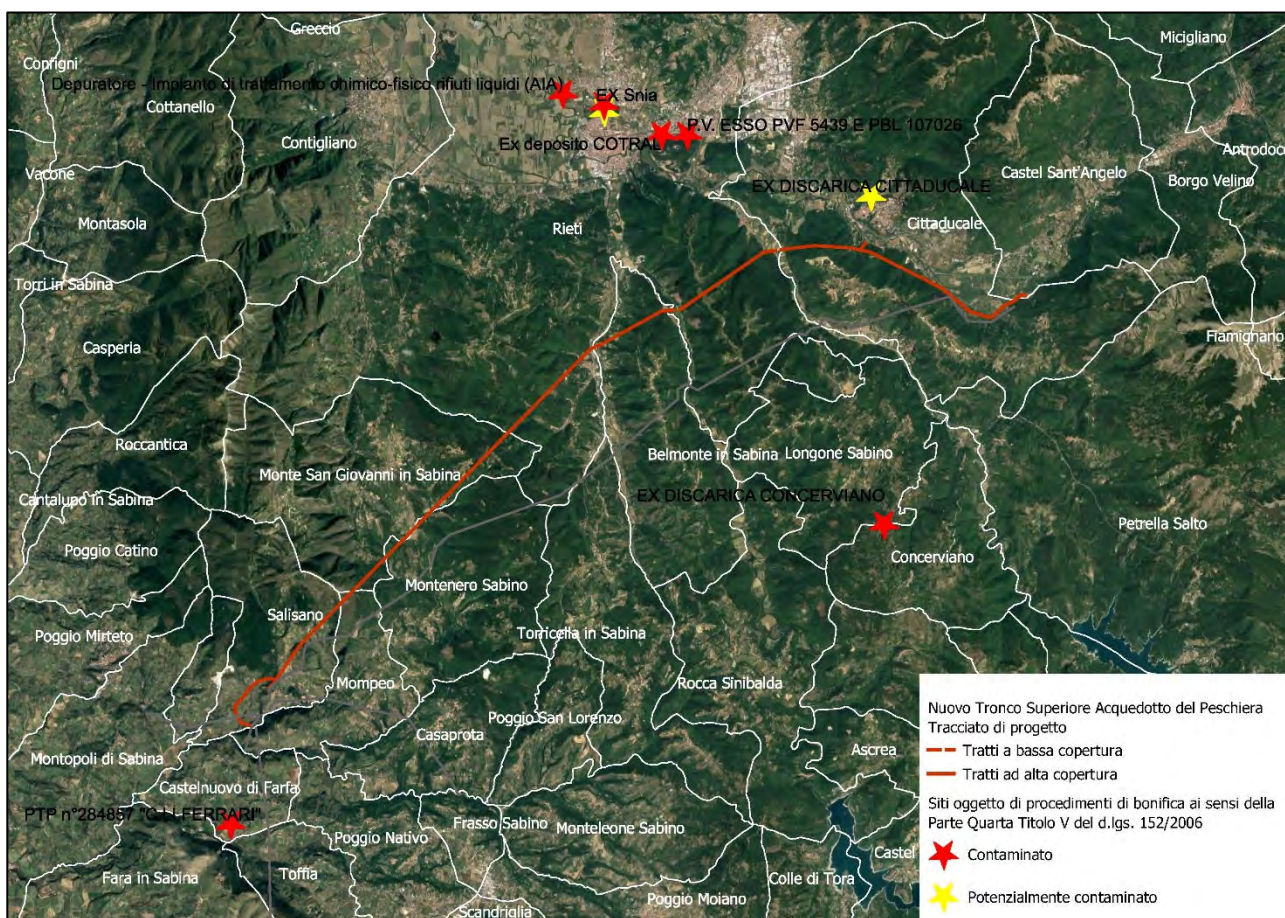 Greccio
Micigliano
Configni
Depuratore - Impianto di trattamento chimico-fisico rifiuti liquidi (AIA)
EX Snia
Cottanello
Contigliano
P.V. ESSO PVF 5439 E PBL 107026
Ex deposito COTRAL
Antrodoco
Vacone
Castel Sant'Angelo
Borgo Velino
EX DISCARICA CITTADUCALE
Montasola
Rieti
Cittaducale
Torri in Sabina
Casperia
Fiamignano
Roccantica
Monte San Giovanni in Sabina
Belmonte in Sabina
Longone Sabino
Cantalupo in Sabina
EX DISCARICA CONCERVIANO
Petrella Salto
Poggio Catino
Concerviano
Montenero Sabino
Salisano
Poggio Mirteto
Torricella in Sabina
Mompeo
Rocca Sinibalda
Poggio San Lorenzo
Casaprota
Montopoli di Sabina
Ascrea
Castelnuovo di Farfa
Frasso Sabino
Monteleone Sabino
Poggio Nativo
Castel
Fara in Sabina
Toffia
Colle di Tora
Poggio Moiano
Scandriglia
Nuovo Tronco Superiore Acquedotto del Peschiera
Tracciato di progetto
Tratti a bassa copertura
Tratti ad alta copertura
Siti oggetto di procedimenti di bonifica ai sensi della
Parte Quarta Titolo V del d.lgs. 152/2006
Contaminato
Potenzialmente contaminato